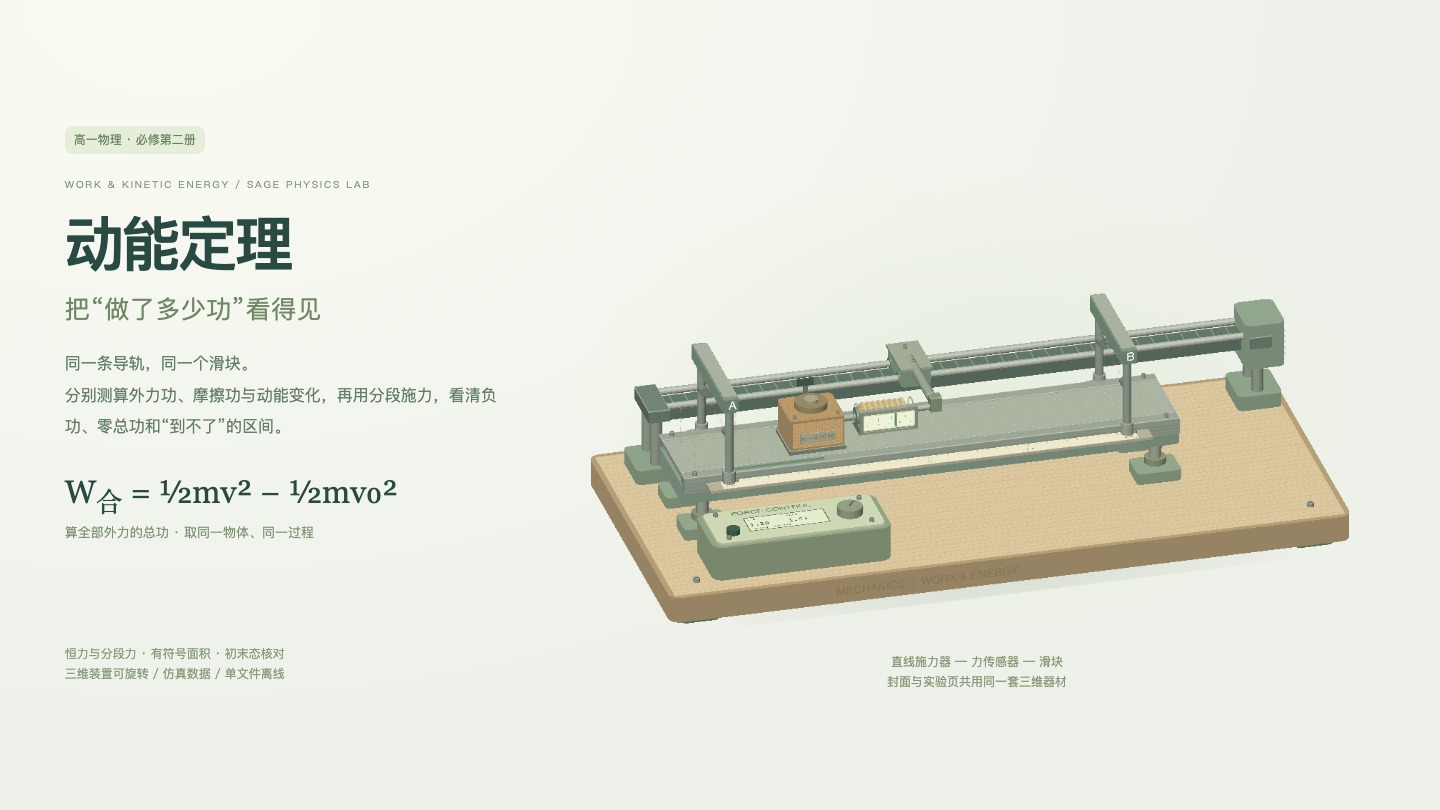 高一物理 · 必修第二册
WORK & KINETIC ENERGY / SAGE PHYSICS LAB
动能定理
把“做了多少功”看得见
同一条导轨，同一个滑块。
分别测算外力功、摩擦功与动能变化，再用分段施力，看清负
功、零总功和“到不了”的区间。
W合 = ½mv² − ½mv₀²
算全部外力的总功 · 取同一物体、同一过程
恒力与分段力 · 有符号面积 · 初末态核对
三维装置可旋转 / 仿真数据 / 单文件离线
A
B
FORCE CONTROL
MECHANICS / WORK & ENERGY
直线施力器 — 力传感器 — 滑块
封面与实验页共用同一套三维器材